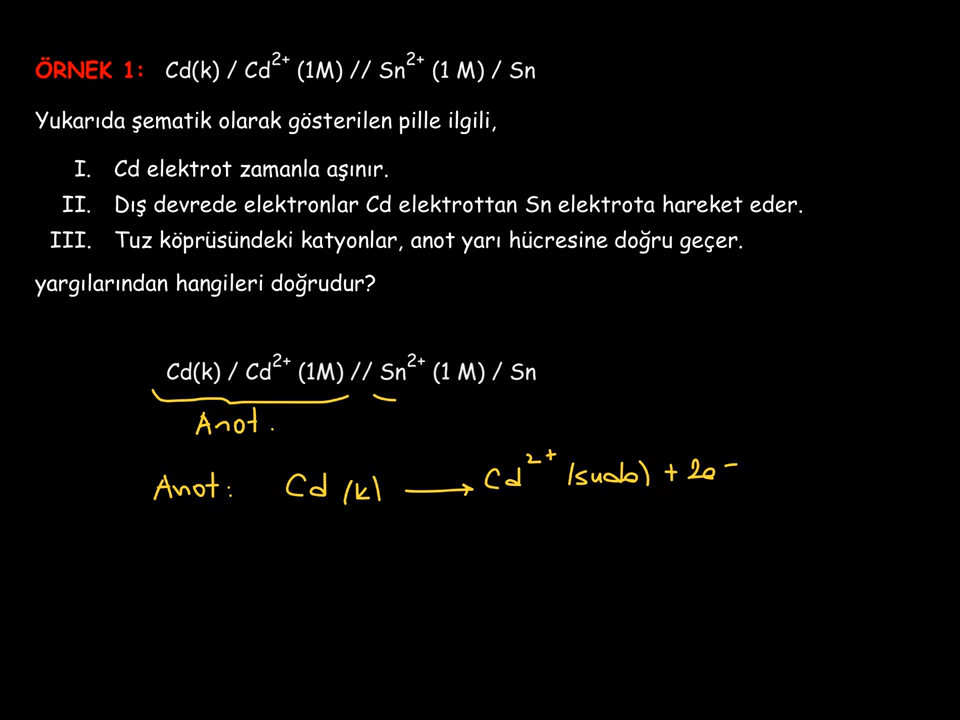 ÖRNEK 1: Cd(k) / Cd²⁺ (1M) // Sn²⁺ (1 M) / Sn
Yukarıda şematik olarak gösterilen pille ilgili,
I. Cd elektrot zamanla aşınır.
II. Dış devrede elektronlar Cd elektrottan Sn elektrota hareket eder.
III. Tuz köprüsündeki katyonlar, anot yarı hücresine doğru geçer.
yargılarından hangileri doğrudur?
Cd(k) / Cd²⁺ (1M) // Sn²⁺ (1 M) / Sn
Anot.
Anot: Cd (k) ⟶ Cd²⁺ (suda) + 2e⁻